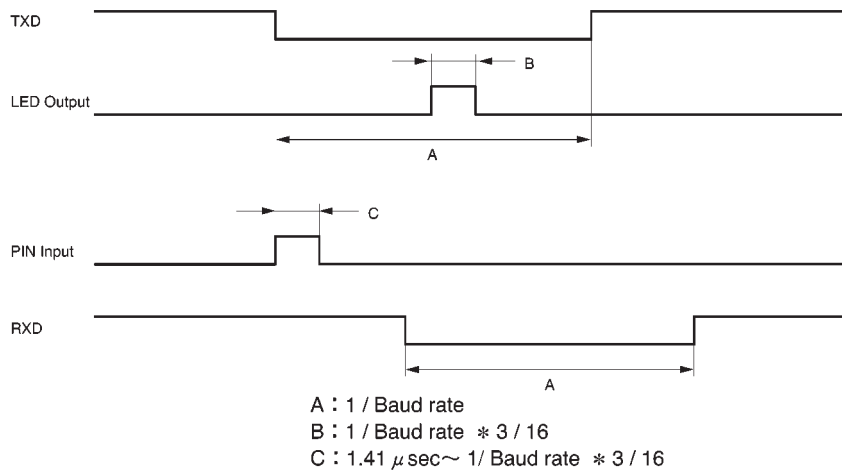 TXD
B
LED Output
A
C
PIN Input
RXD
A
A : 1 / Baud rate
B : 1 / Baud rate * 3 / 16
C : 1.41 μsec~ 1/ Baud rate * 3 / 16